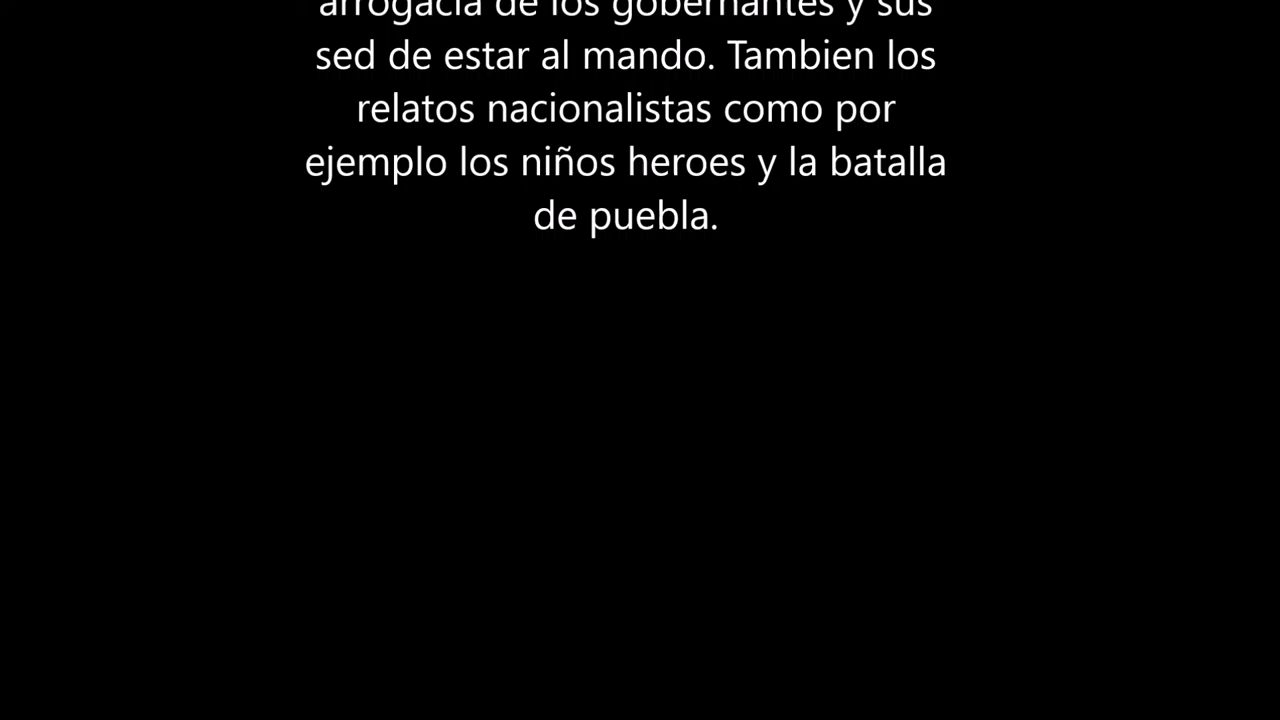 arrogacia de los gobernantes y sus
sed de estar al mando. Tambien los
relatos nacionalistas como por
ejemplo los niños heroes y la batalla
de puebla.